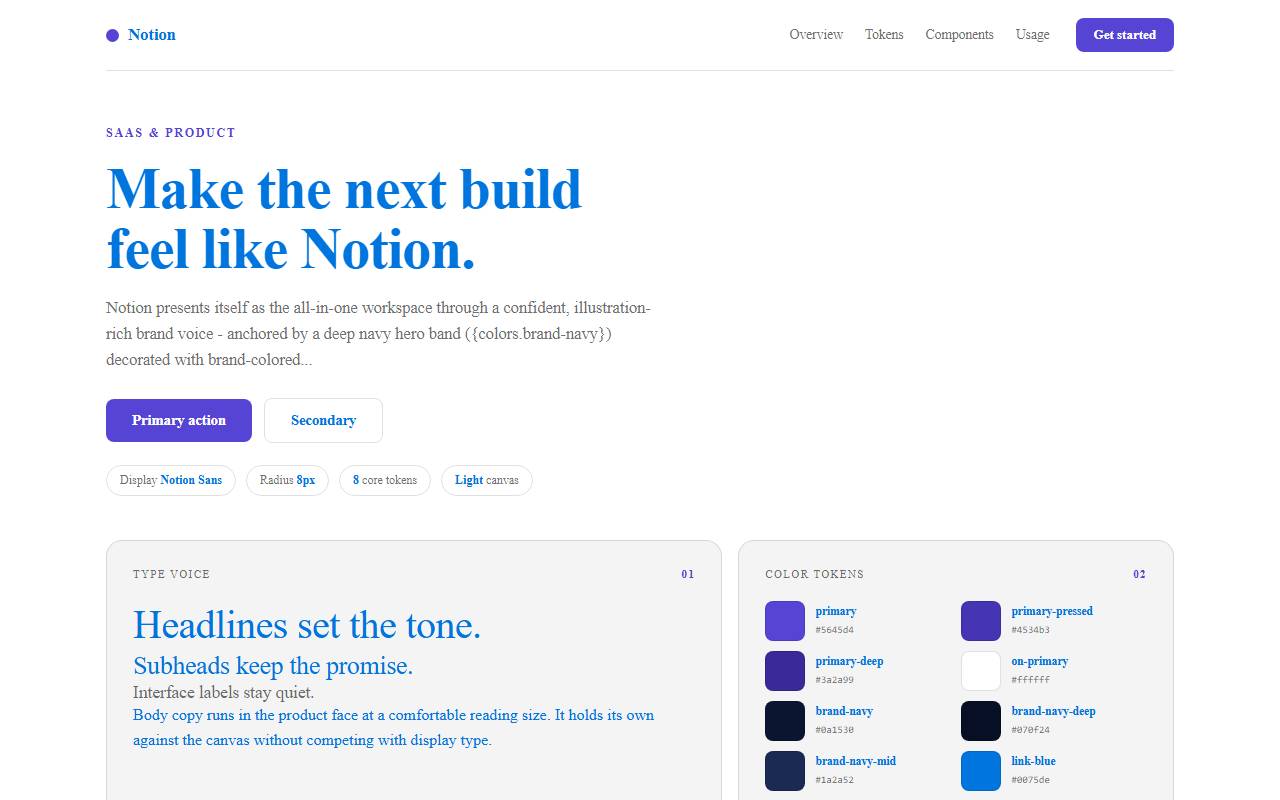 Notion
Overview Tokens Components Usage Get started
SAAS & PRODUCT
Make the next build
feel like Notion.
Notion presents itself as the all-in-one workspace through a confident, illustration-
rich brand voice - anchored by a deep navy hero band ({colors.brand-navy})
decorated with brand-colored...
Primary action Secondary
Display Notion Sans Radius 8px 8 core tokens Light canvas
TYPE VOICE 01
Headlines set the tone.
Subheads keep the promise.
Interface labels stay quiet.
Body copy runs in the product face at a comfortable reading size. It holds its own
against the canvas without competing with display type.
COLOR TOKENS 02
primary
#5645d4
primary-pressed
#4534b3
primary-deep
#3a2a99
on-primary
#ffffff
brand-navy
#0a1530
brand-navy-deep
#070f24
brand-navy-mid
#1a2a52
link-blue
#0075de